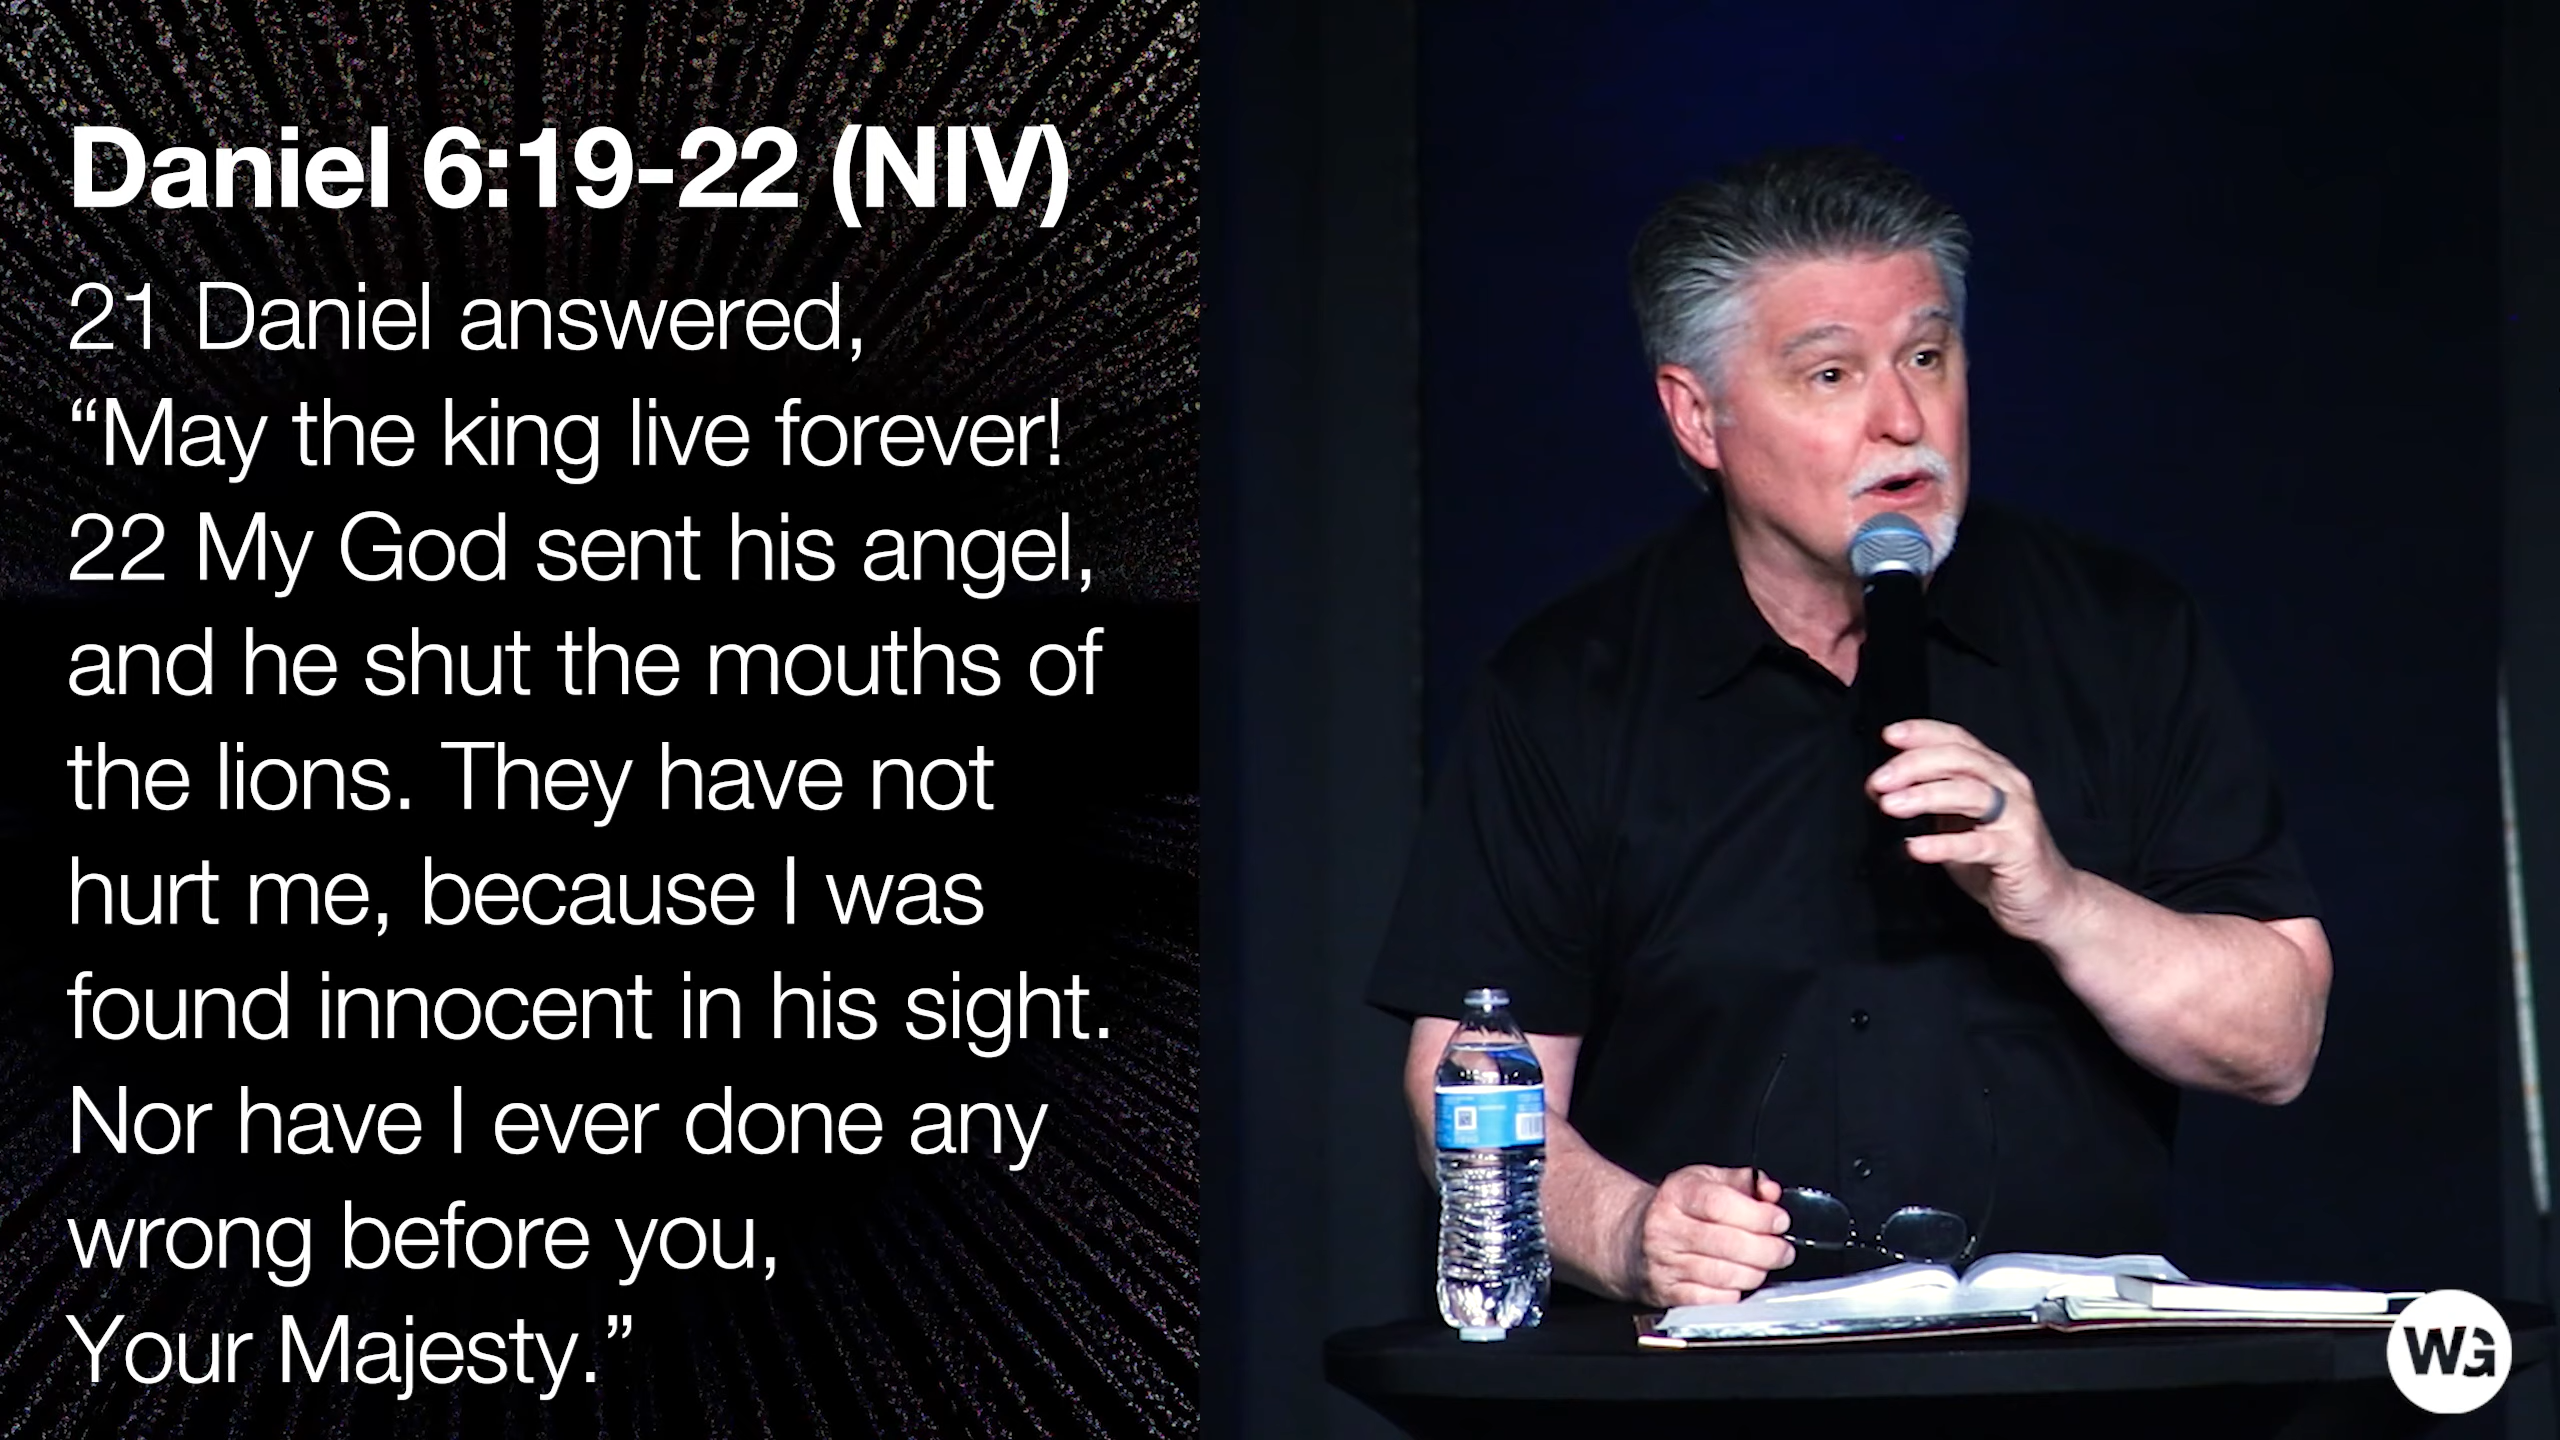 Daniel 6:19-22 (NIV)
21 Daniel answered,
“May the king live forever!
22 My God sent his angel,
and he shut the mouths of
the lions. They have not
hurt me, because I was
found innocent in his sight.
Nor have I ever done any
wrong before you,
Your Majesty.”
WG